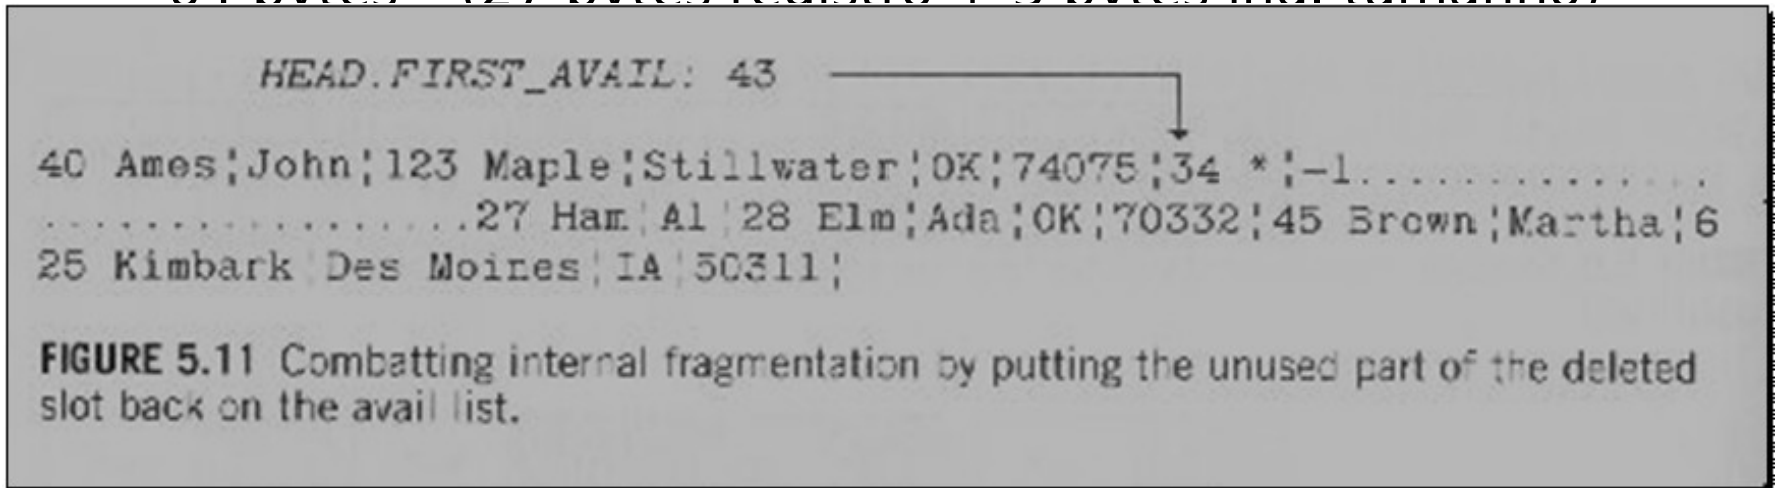 HEAD.FIRST_AVAIL: 43
40 Ames¦John¦123 Maple¦Stillwater¦OK¦74075¦34 *¦-1...............
.................27 Ham¦Al¦28 Elm¦Ada¦OK¦70332¦45 Brown¦Martha¦6
25 Kimbark¦Des Moines¦IA¦50311¦
FIGURE 5.11 Combatting internal fragmentation by putting the unused part of the deleted
slot back on the avail list.